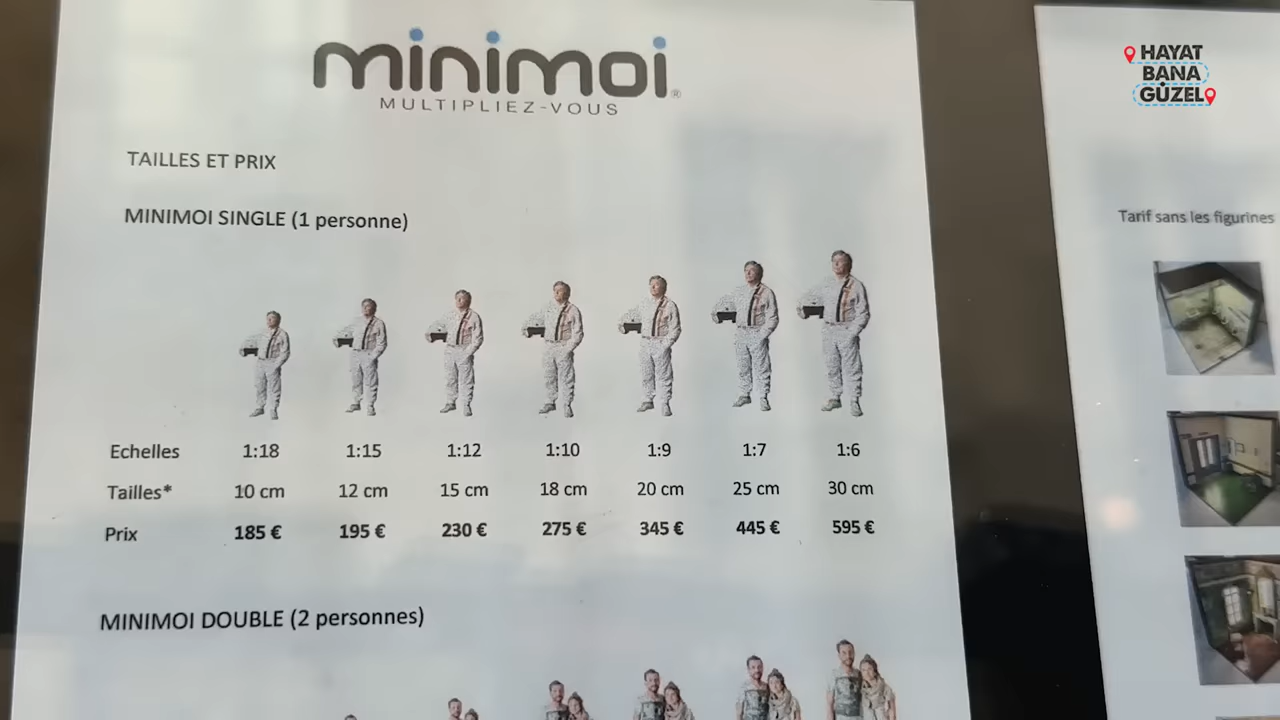 minimoi®
MULTIPLIEZ-VOUS
TAILLES ET PRIX
MINIMOI SINGLE (1 personne)
Echelles 1:18 1:15 1:12 1:10 1:9 1:7 1:6
Tailles* 10 cm 12 cm 15 cm 18 cm 20 cm 25 cm 30 cm
Prix 185 € 195 € 230 € 275 € 345 € 445 € 595 €
MINIMOI DOUBLE (2 personnes)
HAYAT
BANA
GÜZEL
Tarif sans les figurines